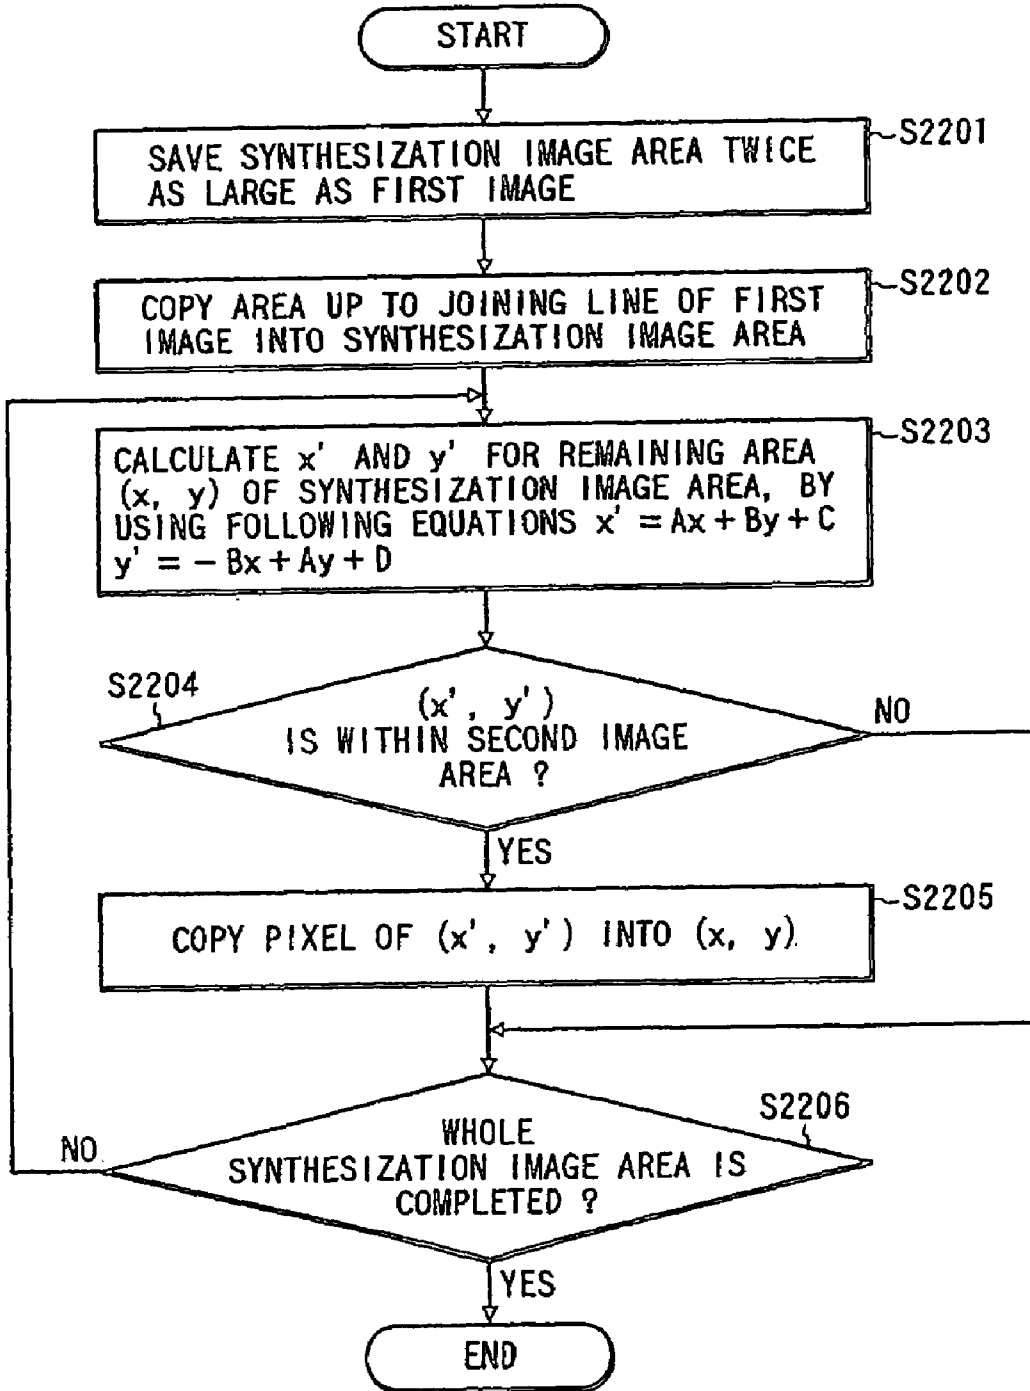 START
S2201
SAVE SYNTHESIZATION IMAGE AREA TWICE
AS LARGE AS FIRST IMAGE
S2202
COPY AREA UP TO JOINING LINE OF FIRST
IMAGE INTO SYNTHESIZATION IMAGE AREA
S2203
CALCULATE x' AND y' FOR REMAINING AREA
(x, y) OF SYNTHESIZATION IMAGE AREA, BY
USING FOLLOWING EQUATIONS x' = Ax + By + C
y' = − Bx + Ay + D
S2204
(x', y')
IS WITHIN SECOND IMAGE
AREA ?
NO
YES
S2205
COPY PIXEL OF (x', y') INTO (x, y)
S2206
WHOLE
SYNTHESIZATION IMAGE AREA IS
COMPLETED ?
NO
YES
END